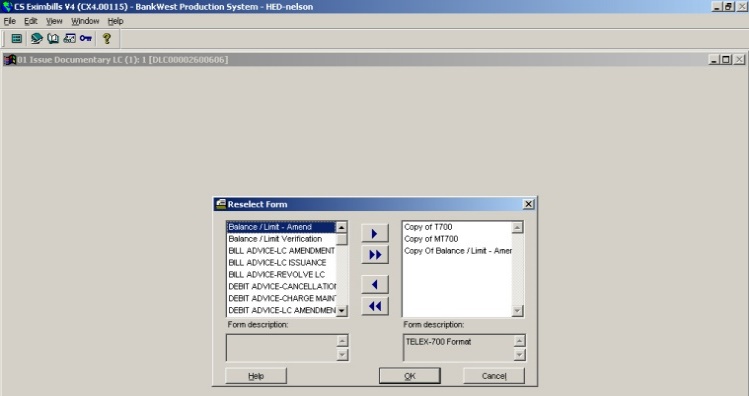 CS Eximbills V4 (CX4.00115) - BankWest Production System - HED-nelson
File Edit View Window Help
01 Issue Documentary LC (1): 1 [DLC00002600606]
Reselect Form
Balance / Limit - Amend
Balance / Limit Verification
BILL ADVICE-LC AMENDMENT
BILL ADVICE-LC ISSUANCE
BILL ADVICE-REVOLVE LC
DEBIT ADVICE-CANCELLATION
DEBIT ADVICE-CHARGE MAINT
DEBIT ADVICE-LC AMENDMEN
Copy of T700
Copy of MT700
Copy Of Balance / Limit - Amer
Form description:
Form description:
TELEX-700 Format
Help
OK
Cancel